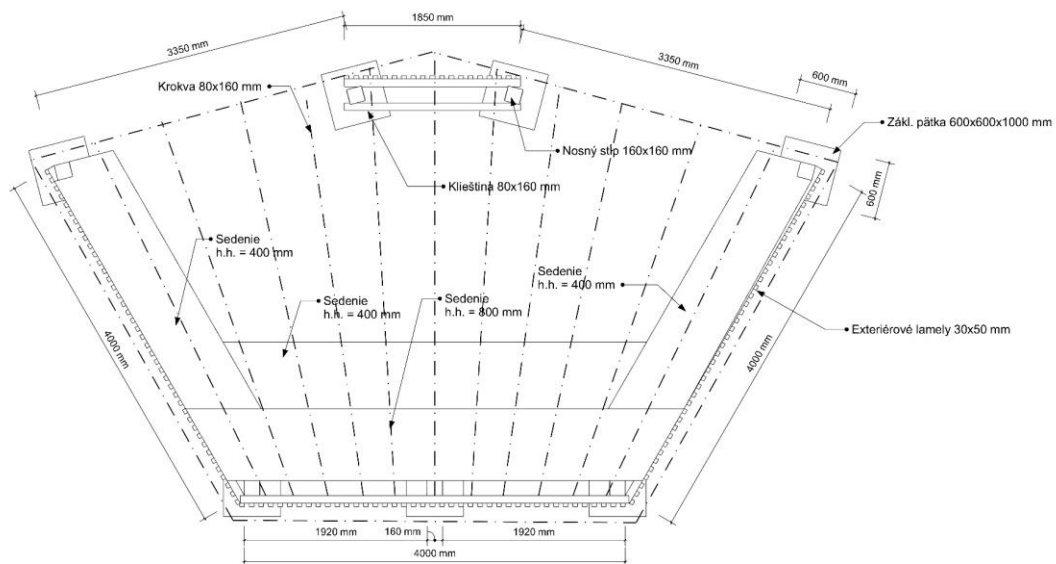 1850 mm
3350 mm
3350 mm
600 mm
Krokva 80x160 mm
Zákl. pätka 600x600x1000 mm
Nosný stĺp 160x160 mm
Klieština 80x160 mm
600 mm
Sedenie
h.h. = 400 mm
Sedenie
h.h. = 400 mm
Sedenie
h.h. = 400 mm
Sedenie
h.h. = 800 mm
Exteriérové lamely 30x50 mm
4000 mm
4000 mm
1920 mm
160 mm
1920 mm
4000 mm